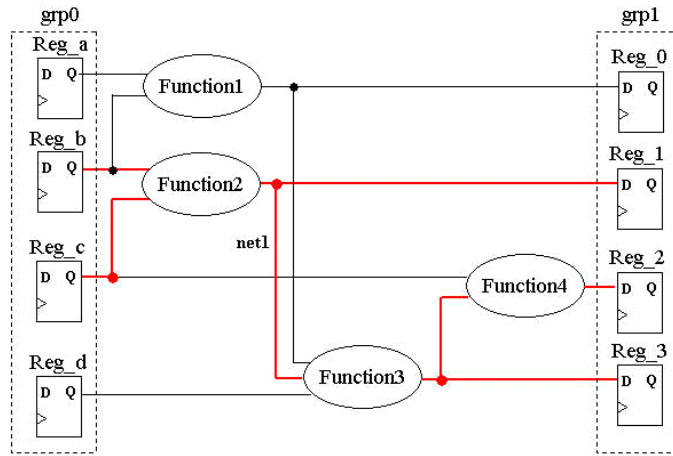 grp0
grp1
Reg_a
D Q
Function1
Reg_0
D Q
Reg_b
D Q
Function2
Reg_1
D Q
net1
Reg_c
D Q
Function4
Reg_2
D Q
Reg_d
D Q
Function3
Reg_3
D Q